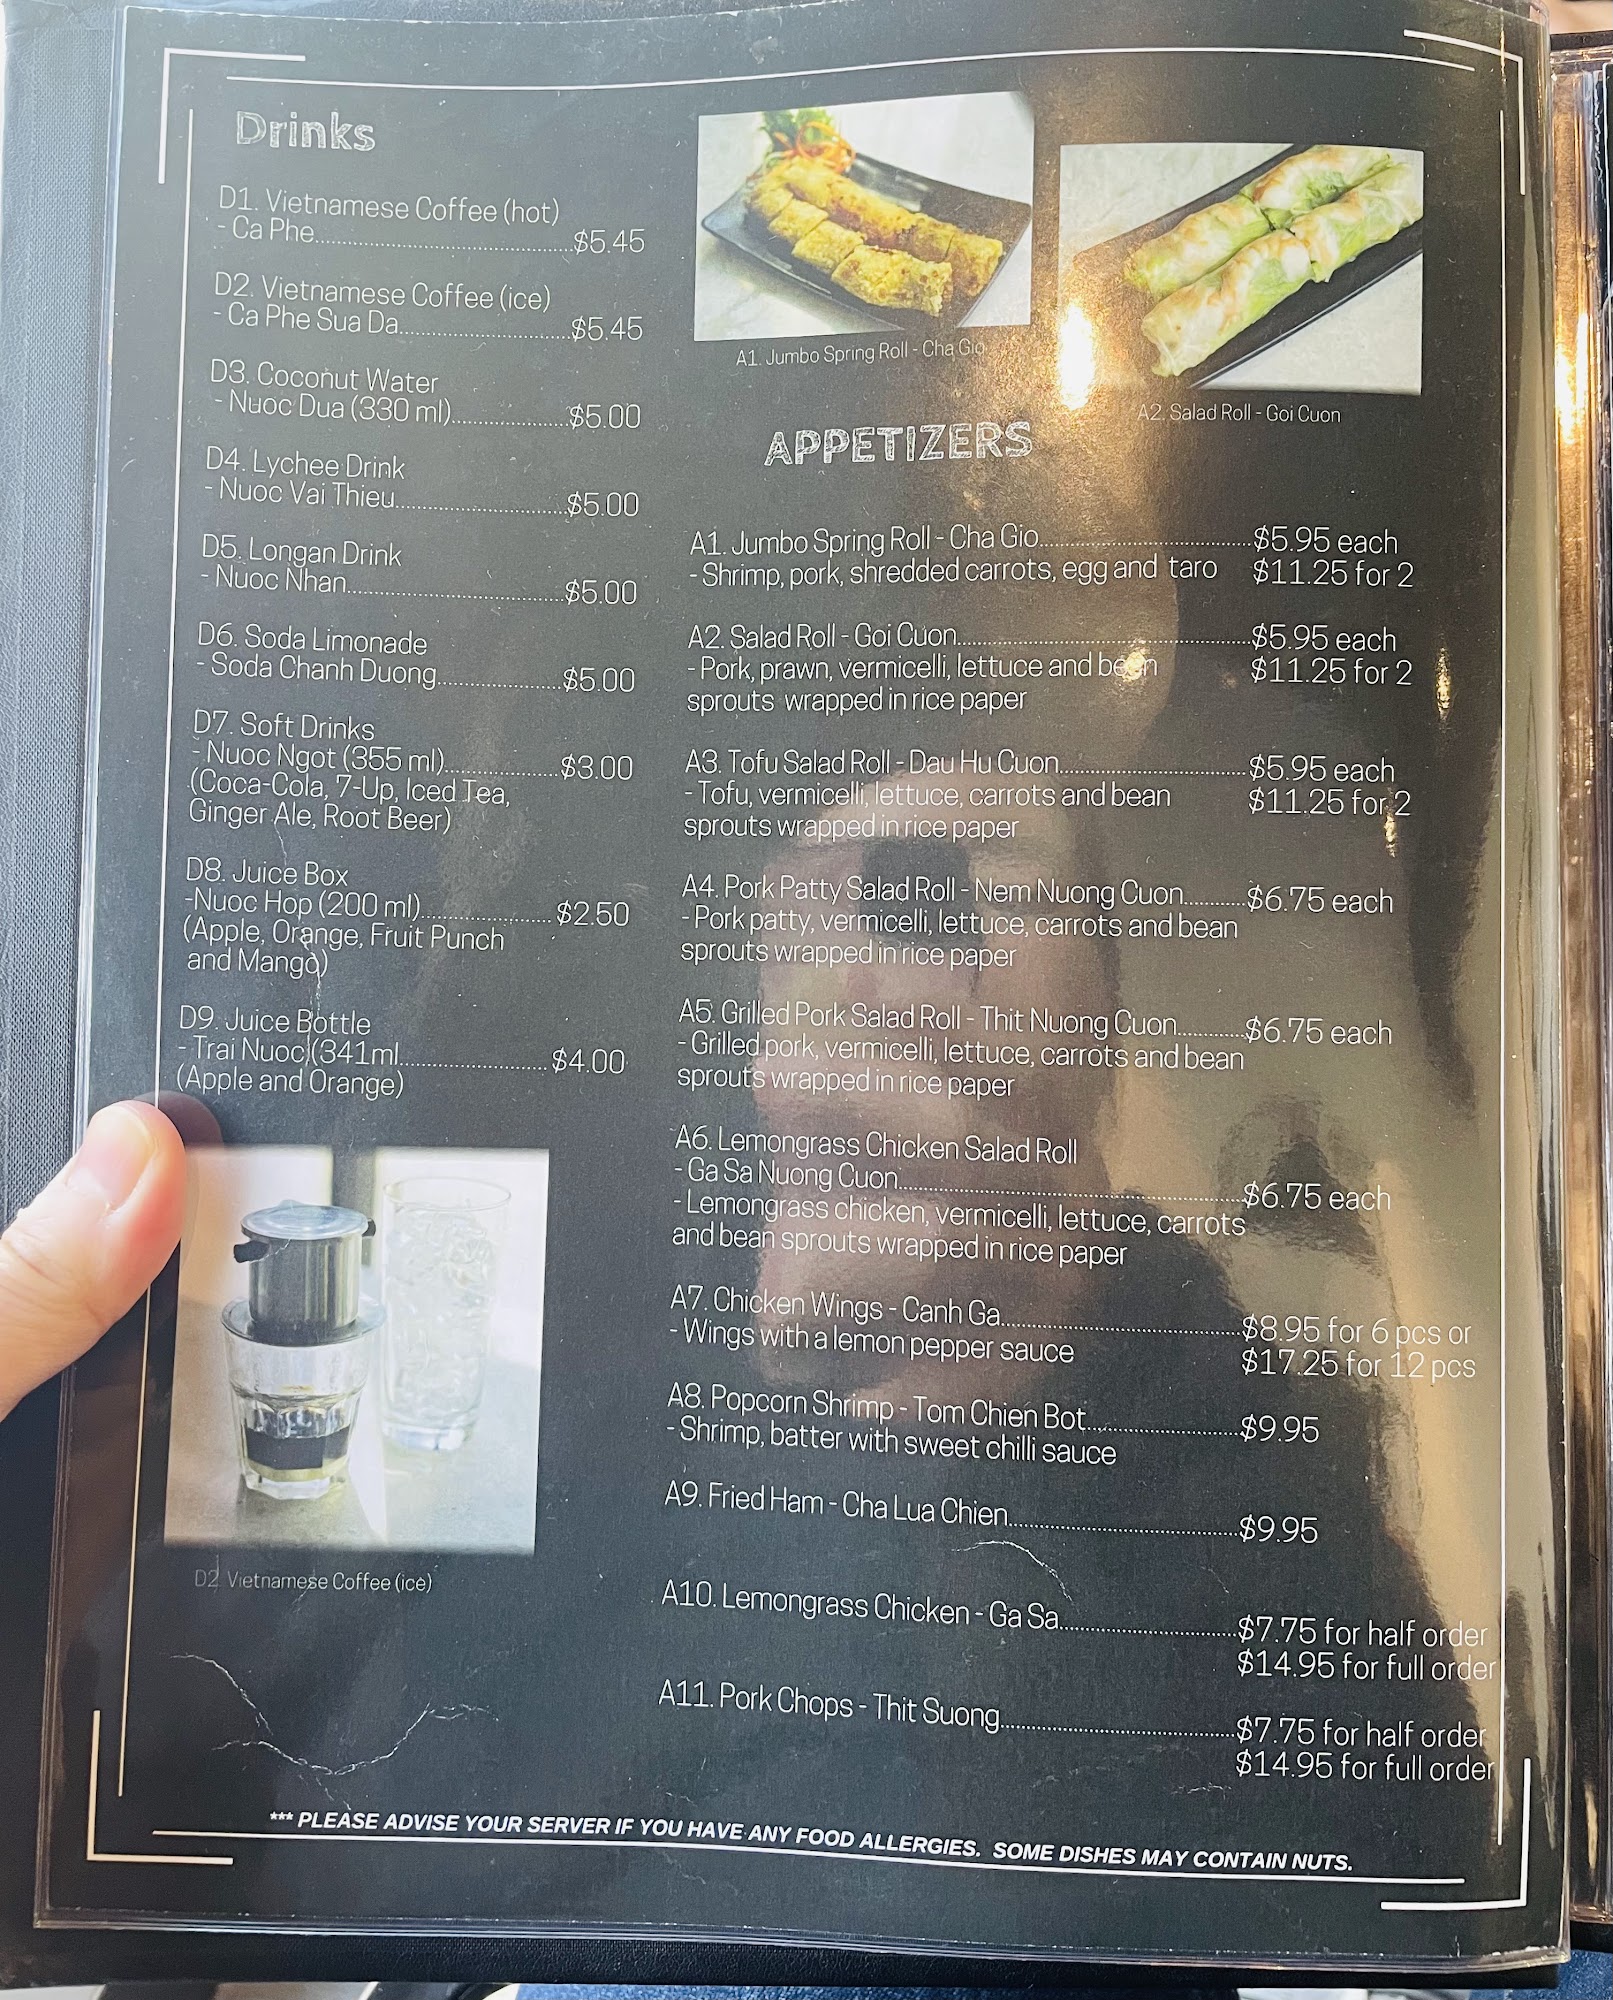 Drinks
D1. Vietnamese Coffee (hot)
- Ca Phe..........$5.45
D2. Vietnamese Coffee (ice)
- Ca Phe Sua Da..........$5.45
D3. Coconut Water
- Nuoc Dua (330 ml)..........$5.00
D4. Lychee Drink
- Nuoc Vai Thieu..........$5.00
D5. Longan Drink
- Nuoc Nhan..........$5.00
D6. Soda Limonade
- Soda Chanh Duong..........$5.00
D7. Soft Drinks
- Nuoc Ngot (355 ml)..........$3.00
(Coca-Cola, 7-Up, Iced Tea,
Ginger Ale, Root Beer)
D8. Juice Box
-Nuoc Hop (200 ml)..........$2.50
(Apple, Orange, Fruit Punch
and Mango)
D9. Juice Bottle
- Trai Nuoc (341ml..........$4.00
(Apple and Orange)
D2. Vietnamese Coffee (ice)
A1. Jumbo Spring Roll - Cha Gio
A2. Salad Roll - Goi Cuon
APPETIZERS
A1. Jumbo Spring Roll - Cha Gio..........$5.95 each
- Shrimp, pork, shredded carrots, egg and taro $11.25 for 2
A2. Salad Roll - Goi Cuon..........$5.95 each
- Pork, prawn, vermicelli, lettuce and bean $11.25 for 2
sprouts wrapped in rice paper
A3. Tofu Salad Roll - Dau Hu Cuon..........$5.95 each
- Tofu, vermicelli, lettuce, carrots and bean $11.25 for 2
sprouts wrapped in rice paper
A4. Pork Patty Salad Roll - Nem Nuong Cuon..........$6.75 each
- Pork patty, vermicelli, lettuce, carrots and bean
sprouts wrapped in rice paper
A5. Grilled Pork Salad Roll - Thit Nuong Cuon..........$6.75 each
- Grilled pork, vermicelli, lettuce, carrots and bean
sprouts wrapped in rice paper
A6. Lemongrass Chicken Salad Roll
- Ga Sa Nuong Cuon..........$6.75 each
- Lemongrass chicken, vermicelli, lettuce, carrots
and bean sprouts wrapped in rice paper
A7. Chicken Wings - Canh Ga..........$8.95 for 6 pcs or
- Wings with a lemon pepper sauce $17.25 for 12 pcs
A8. Popcorn Shrimp - Tom Chien Bot..........$9.95
- Shrimp, batter with sweet chilli sauce
A9. Fried Ham - Cha Lua Chien..........$9.95
A10. Lemongrass Chicken - Ga Sa..........$7.75 for half order
$14.95 for full order
A11. Pork Chops - Thit Suong..........$7.75 for half order
$14.95 for full order
*** PLEASE ADVISE YOUR SERVER IF YOU HAVE ANY FOOD ALLERGIES. SOME DISHES MAY CONTAIN NUTS.